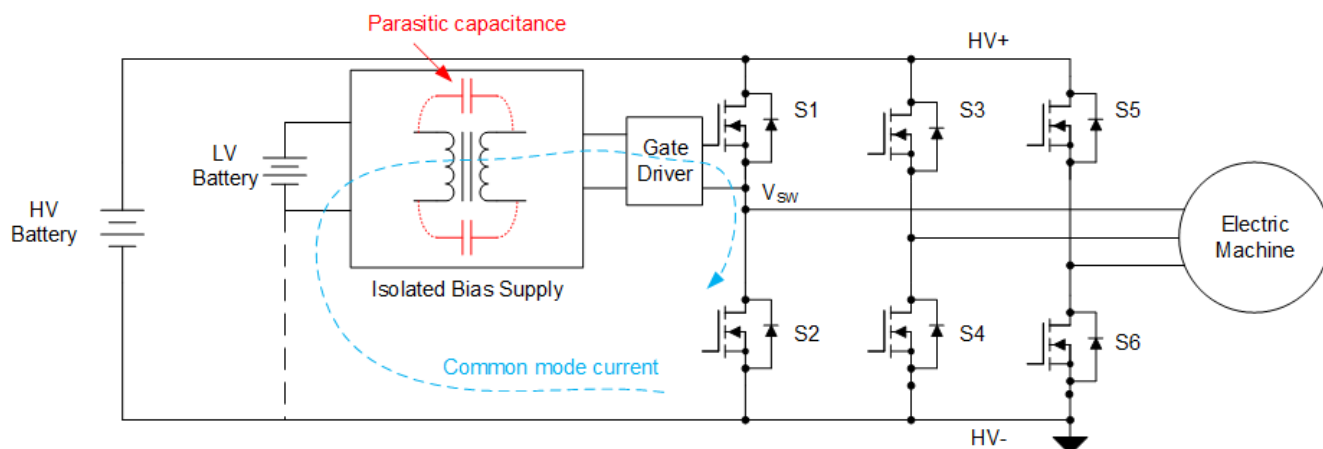 Parasitic capacitance
HV+
S1
S3
S5
LV
Battery
Gate
Driver
HV
Battery
V_SW
Electric
Machine
Isolated Bias Supply
S2
S4
S6
Common mode current
HV-